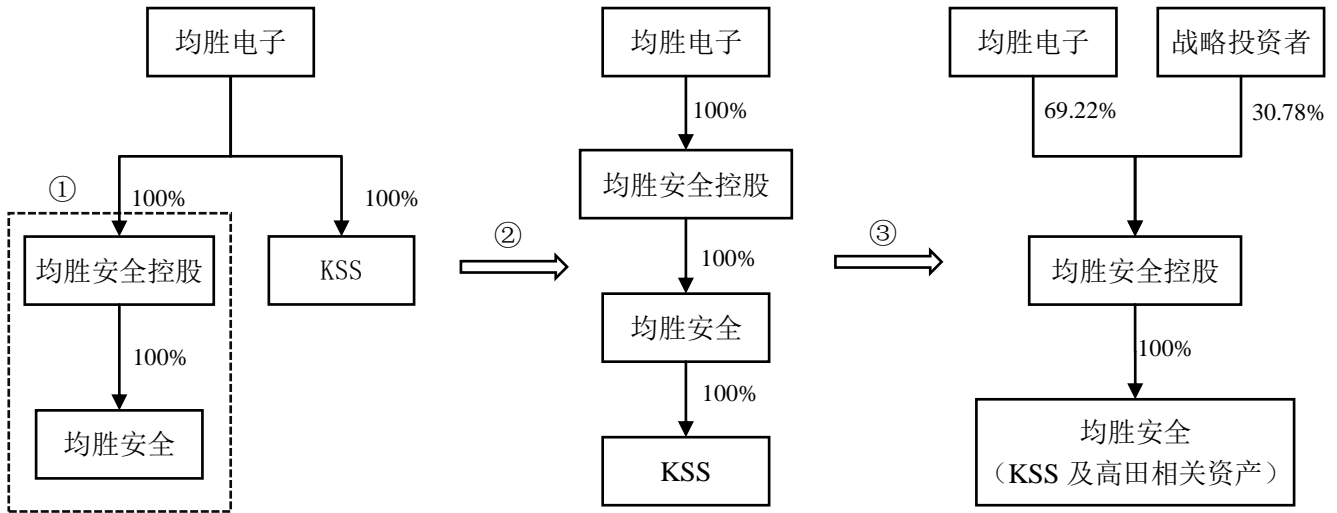 均胜电子
①
100%
100%
均胜安全控股
KSS
100%
均胜安全
②
均胜电子
100%
均胜安全控股
100%
均胜安全
100%
KSS
③
均胜电子
战略投资者
69.22%
30.78%
均胜安全控股
100%
均胜安全
（KSS 及高田相关资产）